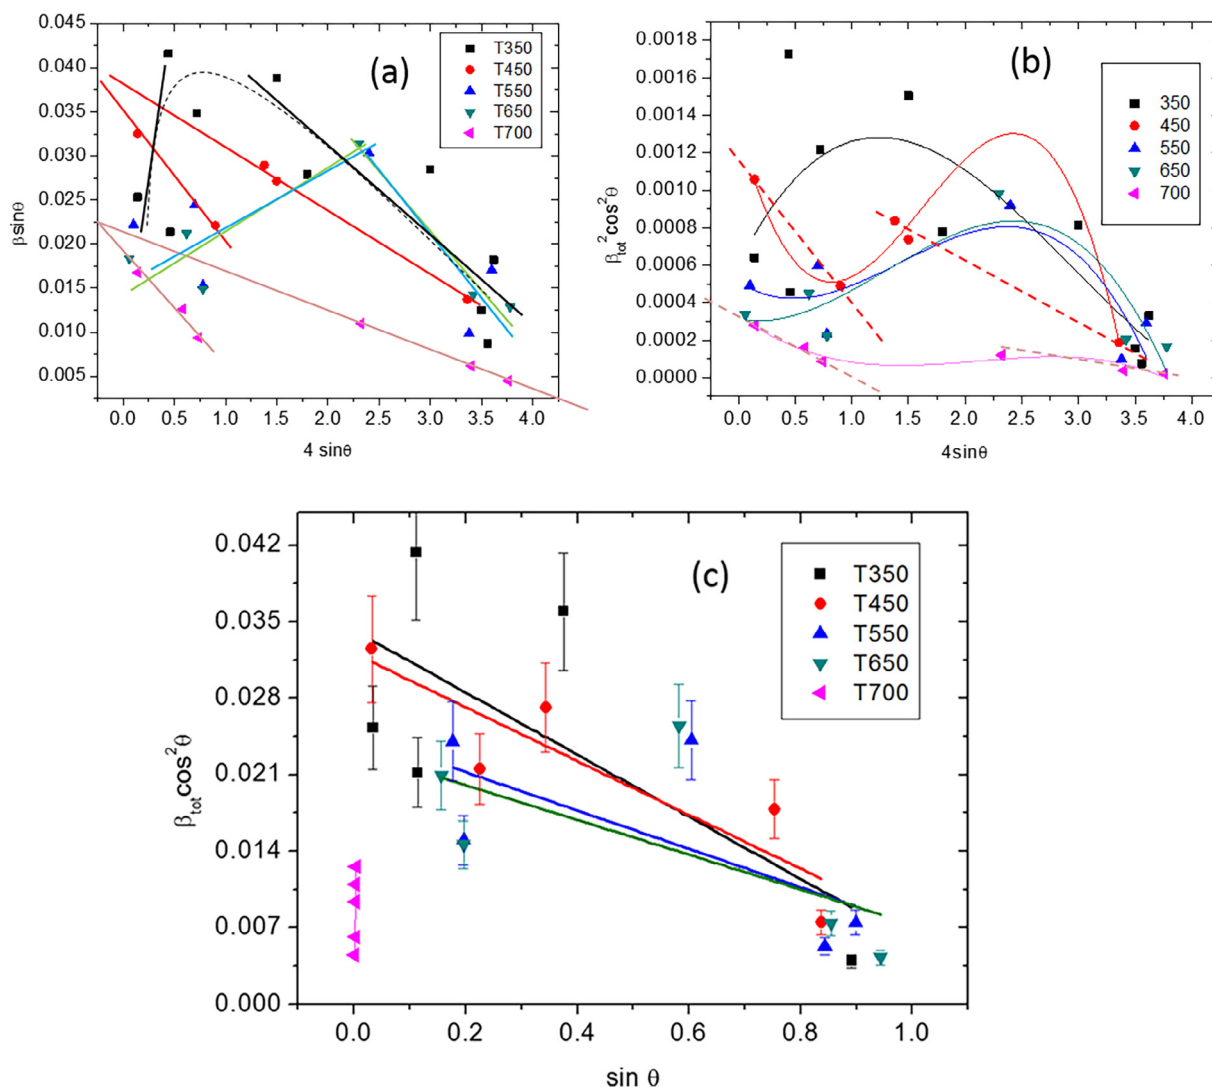 0.045
0.040
0.035
0.030
0.025
0.020
0.015
0.010
0.005
βsinθ
(a)
T350
T450
T550
T650
T700
0.0 0.5 1.0 1.5 2.0 2.5 3.0 3.5 4.0
4 sinθ
0.0018
0.0016
0.0014
0.0012
0.0010
0.0008
0.0006
0.0004
0.0002
0.0000
βtot²cos²θ
(b)
350
450
550
650
700
0.0 0.5 1.0 1.5 2.0 2.5 3.0 3.5 4.0
4sinθ
0.042
0.035
0.028
0.021
0.014
0.007
0.000
βtotcos²θ
(c)
T350
T450
T550
T650
T700
0.0 0.2 0.4 0.6 0.8 1.0
sin θ